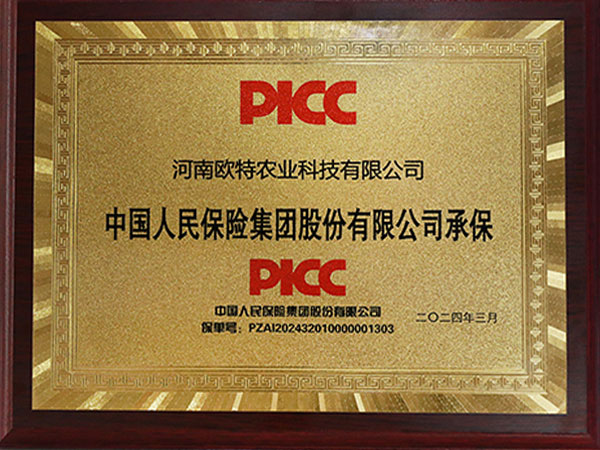 PICC
河南欧特农业科技有限公司
中国人民保险集团股份有限公司承保
PICC
中国人民保险集团股份有限公司
保单号：PZAI202432010000001303
二〇二四年三月